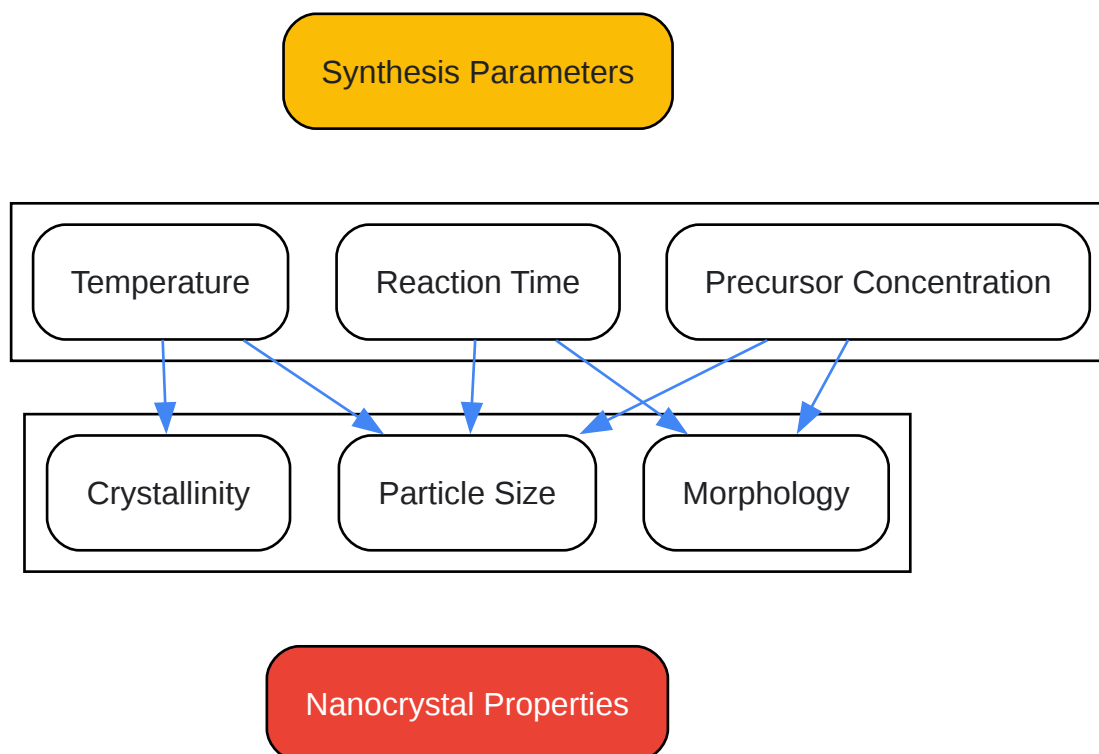 Synthesis Parameters
Temperature
Reaction Time
Precursor Concentration
Crystallinity
Particle Size
Morphology
Nanocrystal Properties